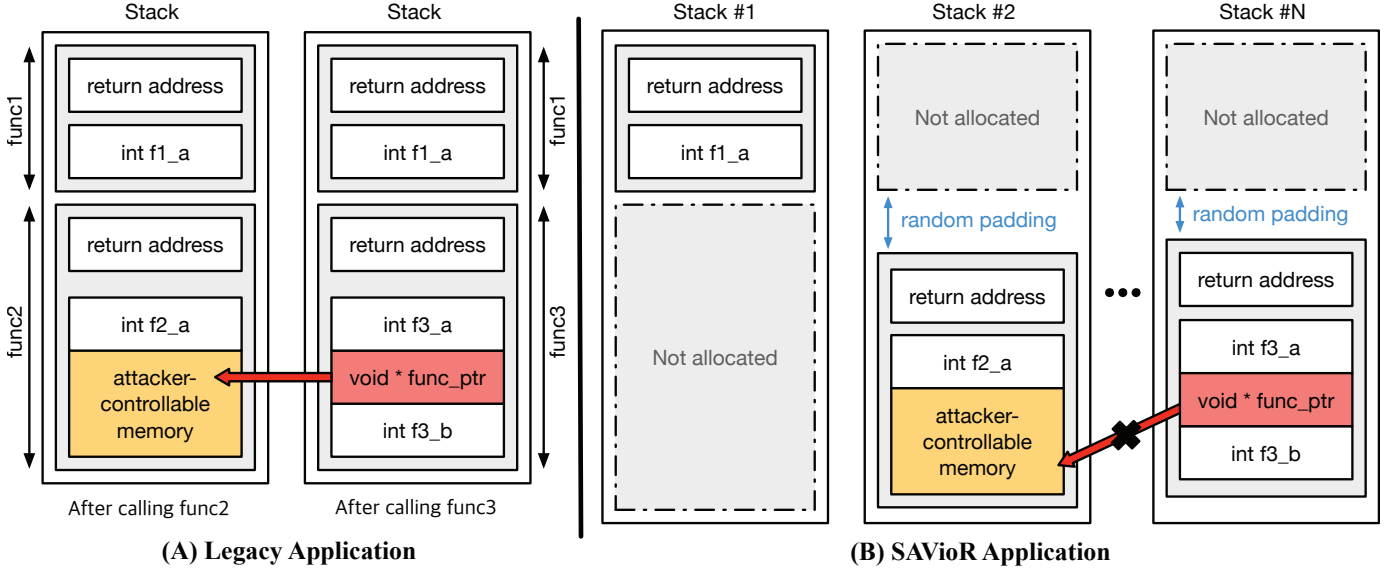 Stack
Stack
Stack #1
Stack #2
Stack #N
func1
return address
int f1_a
return address
int f1_a
func1
return address
int f1_a
Not allocated
Not allocated
random padding
random padding
func2
return address
int f2_a
attacker-
controllable
memory
return address
int f3_a
void * func_ptr
int f3_b
func3
Not allocated
return address
int f2_a
attacker-
controllable
memory
•••
return address
int f3_a
void * func_ptr
int f3_b
After calling func2
After calling func3
(A) Legacy Application
(B) SAVioR Application